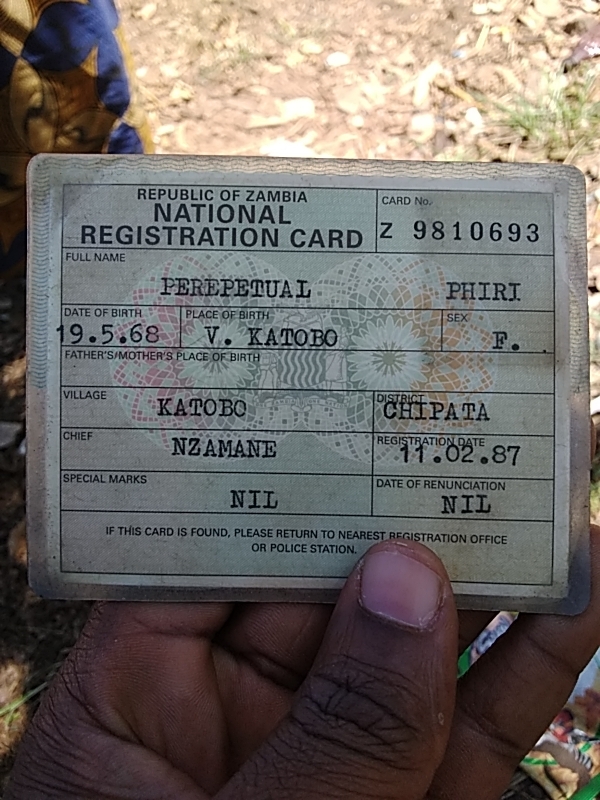 REPUBLIC OF ZAMBIA
NATIONAL
REGISTRATION CARD
CARD No.
Z 9810693
FULL NAME
PEREPETUAL PHIRI
DATE OF BIRTH
19.5.68
PLACE OF BIRTH
V. KATOBO
SEX
F.
FATHER'S/MOTHER'S PLACE OF BIRTH
VILLAGE
KATOBO
DISTRICT
CHIPATA
CHIEF
NZAMANE
REGISTRATION DATE
11.02.87
SPECIAL MARKS
NIL
DATE OF RENUNCIATION
NIL
IF THIS CARD IS FOUND, PLEASE RETURN TO NEAREST REGISTRATION OFFICE
OR POLICE STATION.